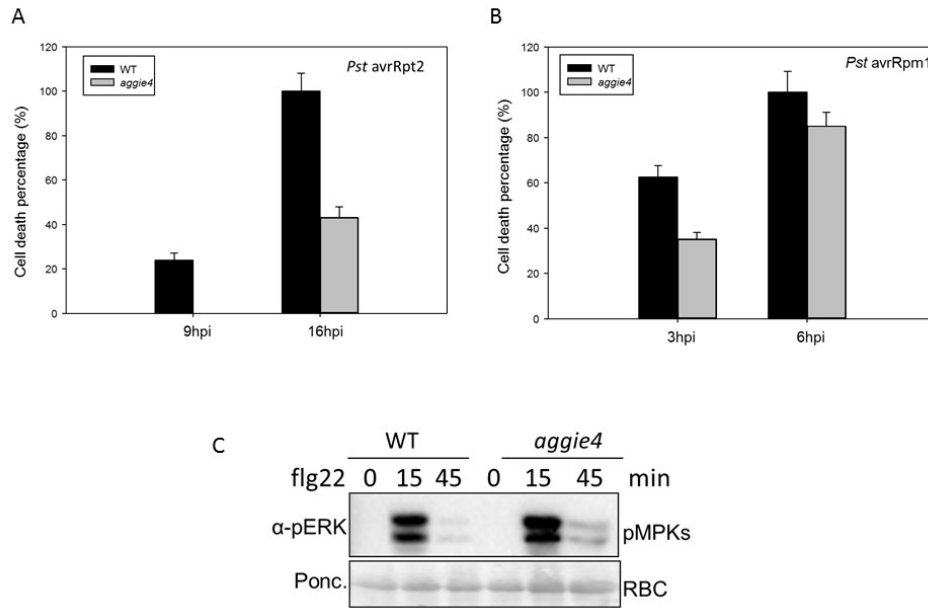 A
120
100
80
60
40
20
0
Cell death percentage (%)
WT
aggie4
Pst avrRpt2
9hpi
16hpi
B
120
100
80
60
40
20
0
Cell death percentage (%)
WT
aggie4
Pst avrRpm1
3hpi
6hpi
C
WT aggie4
flg22 0 15 45 0 15 45 min
α-pERK pMPKs
Ponc. RBC